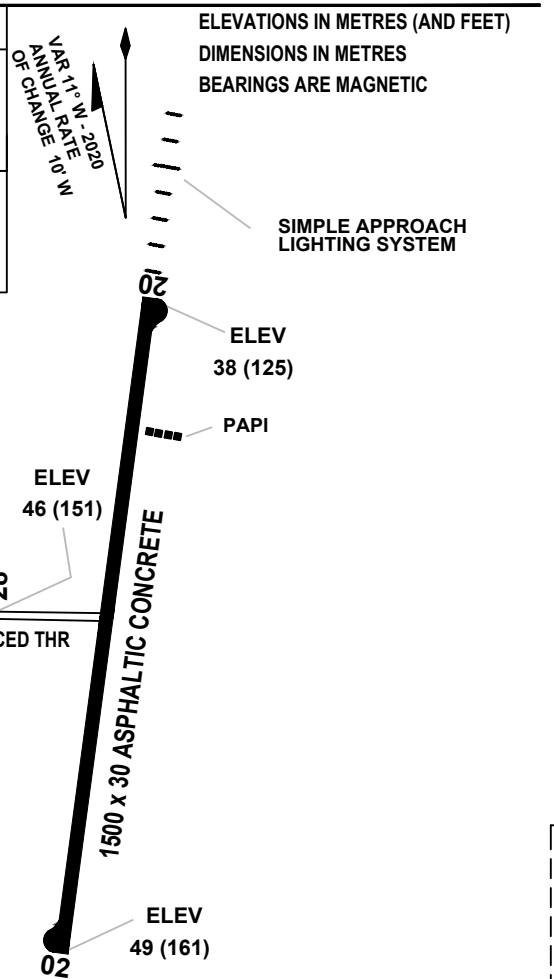 ELEVATIONS IN METRES (AND FEET)
DIMENSIONS IN METRES
BEARINGS ARE MAGNETIC
VAR 11° W - 2020
ANNUAL RATE
OF CHANGE 10' W
SIMPLE APPROACH
LIGHTING SYSTEM
20
ELEV
38 (125)
PAPI
ELEV
46 (151)
CED THR
1500 x 30 ASPHALTIC CONCRETE
ELEV
49 (161)
02